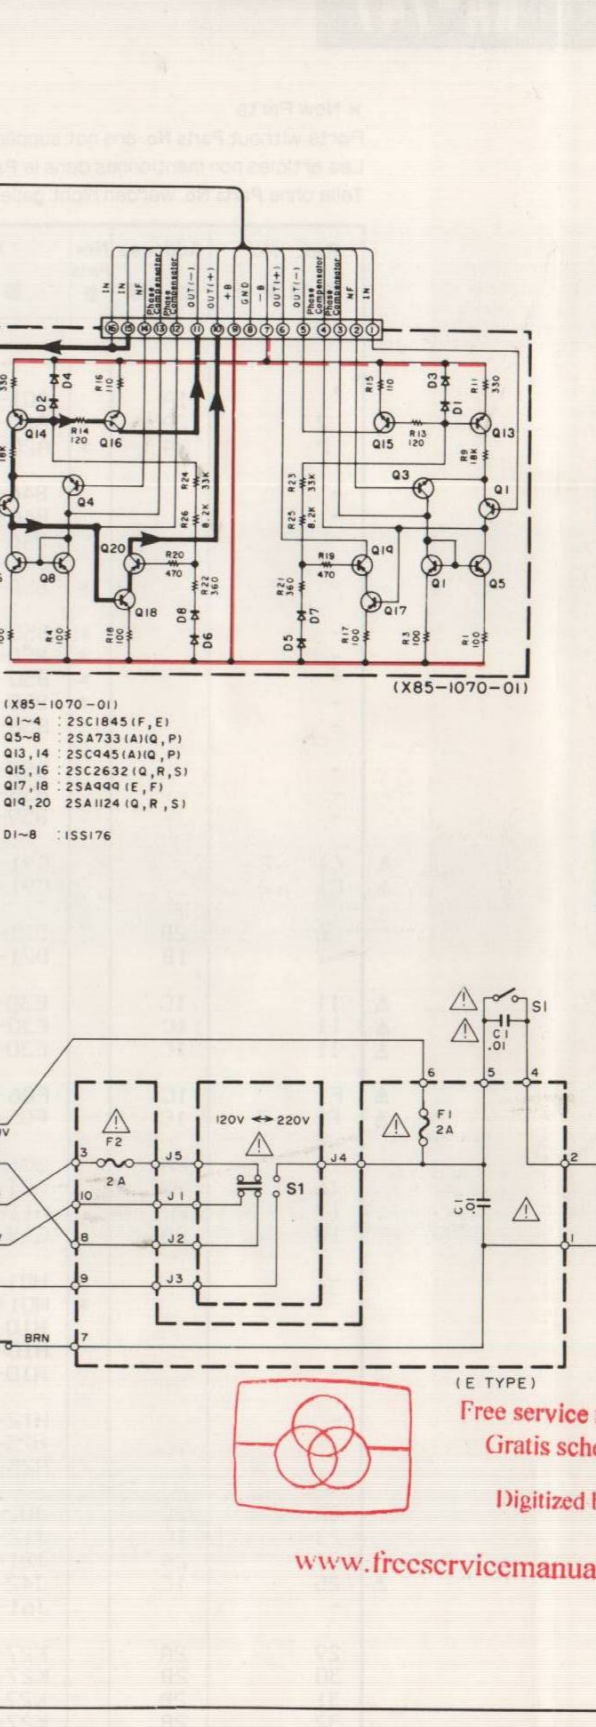 * New Parts
Parts without Parts No. are not
Les articles non mentionnes dans le
Teile ohne Parts No. werden nicht
IN IN NF Phase Compensator Phase Compensator OUT(-) OUT(+) +B GND -B OUT(+) OUT(-) Phase Compensator Phase Compensator NF IN
16 15 14 13 12 11 10 9 8 7 6 5 4 3 2 1
330 D2 D4 R16 110 R15 110 D3 D1 R11 330
Q14 R14 120 Q16 Q15 R13 120 Q13
18K R9 18K
Q4 R24 33K R23 33K Q3 Q1
R26 8.2K R25 8.2K
Q20 R20 470 R19 470 Q19
Q8 R22 360 R21 360 Q1 Q5
Q18 D8 D7 Q17
R4 100 R18 100 D6 D5 R17 100 R3 100 R1 100
(X85-1070-01)
(X85-1070-01)
Q1~4 : 2SC1845(F,E)
Q5~8 : 2SA733(A)(Q,P)
Q13,14 : 2SC945(A)(Q,P)
Q15,16 : 2SC2632(Q,R,S)
Q17,18 : 2SA999(E,F)
Q19,20 2SA1124(Q,R,S)
D1~8 : 1SS176
S1
C1
.01
6 5 4
120V ↔ 220V
F1
2A
F2
2A
3 J5 J4 2
S1
10 J1
C1
.01
8 J2 1
9 J3
BRN 7
(E TYPE)
Free service
Gratis
Digitized
www.freeservicemanua